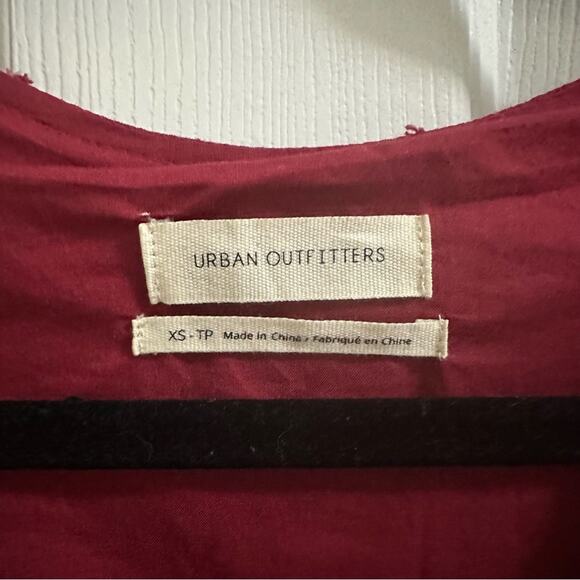 URBAN OUTFITTERS
XS - TP Made in China / Fabriqué en Chine